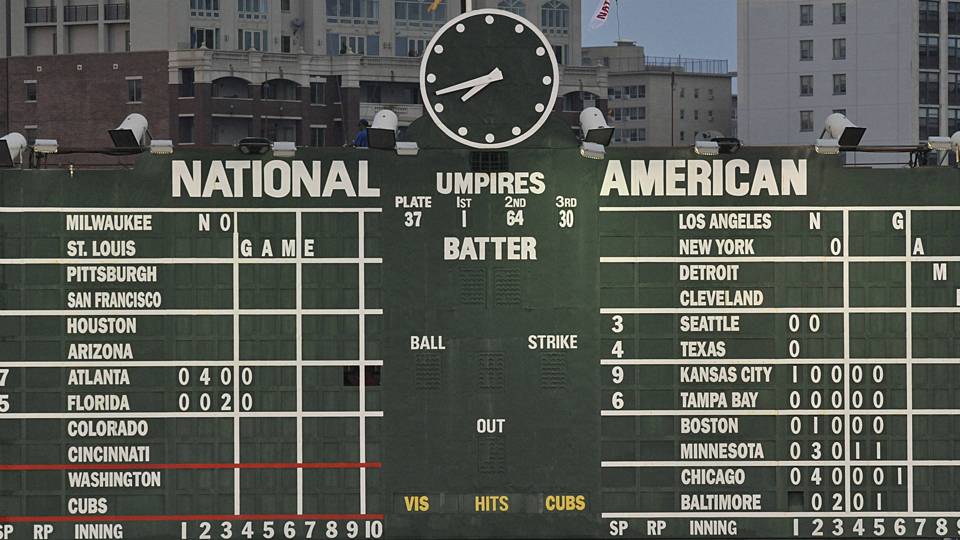 NAT
NATIONAL
MILWAUKEE N O
ST. LOUIS G A M E
PITTSBURGH
SAN FRANCISCO
HOUSTON
ARIZONA
7 ATLANTA 0 4 0 0
5 FLORIDA 0 0 2 0
COLORADO
CINCINNATI
WASHINGTON
CUBS
SP RP INNING 1 2 3 4 5 6 7 8 9 10
UMPIRES
PLATE 1ST 2ND 3RD
37 1 64 30
BATTER
BALL STRIKE
OUT
VIS HITS CUBS
AMERICAN
LOS ANGELES N G
NEW YORK O A
DETROIT M
CLEVELAND
3 SEATTLE 0 0
4 TEXAS 0
9 KANSAS CITY 1 0 0 0 0
6 TAMPA BAY 0 0 0 0 0
BOSTON 0 1 0 0 0
MINNESOTA 0 3 0 1 1
CHICAGO 0 4 0 0 0 1
BALTIMORE 0 2 0 1
SP RP INNING 1 2 3 4 5 6 7 8 9